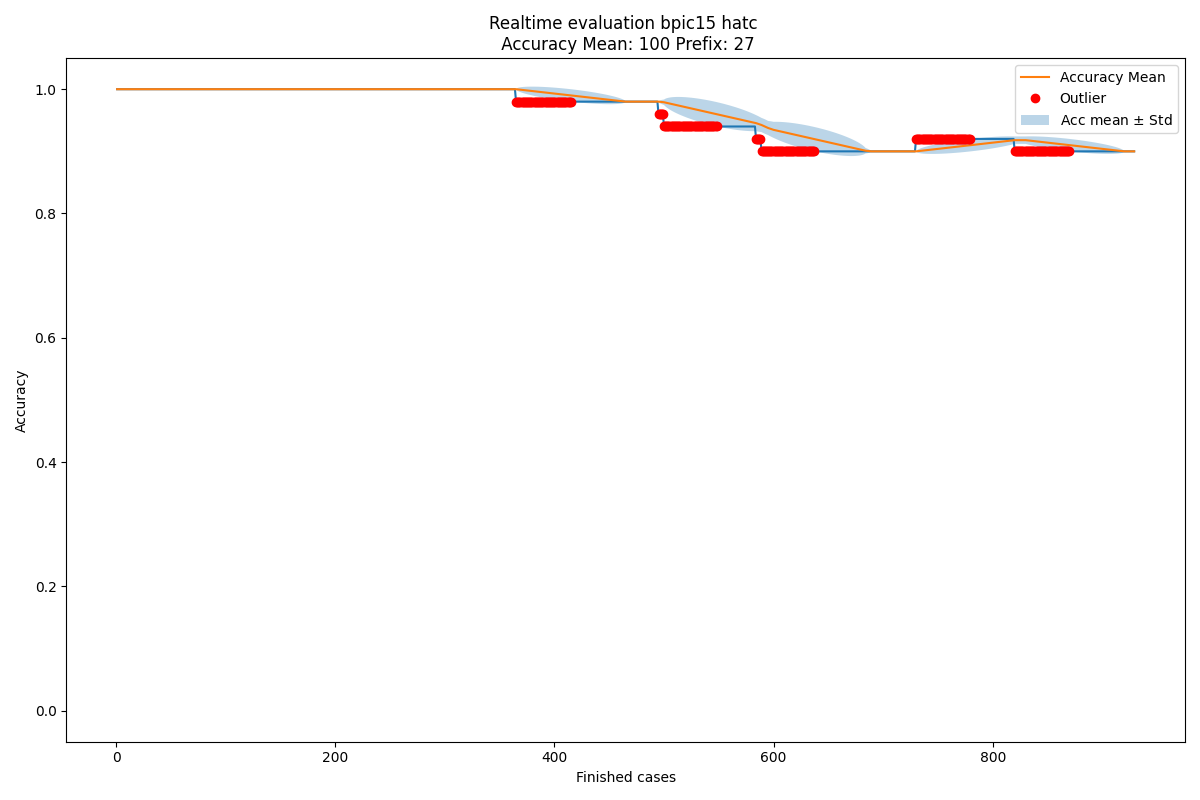 Realtime evaluation bpic15 hatc
Accuracy Mean: 100 Prefix: 27
Accuracy Mean
Outlier
Acc mean ± Std
Accuracy
1.0
0.8
0.6
0.4
0.2
0.0
0
200
400
600
800
Finished cases